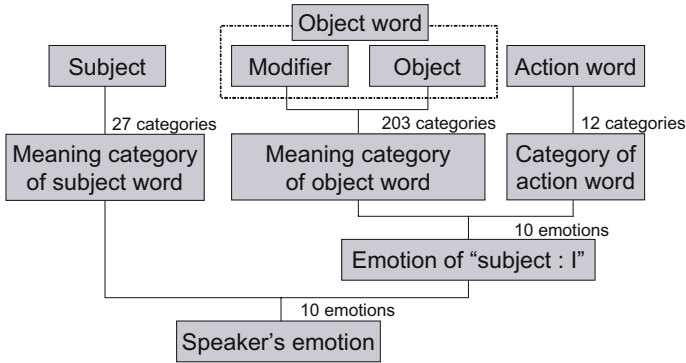 Object word
Subject
Modifier
Object
Action word
27 categories
203 categories
12 categories
Meaning category
of subject word
Meaning category
of object word
Category of
action word
10 emotions
Emotion of “subject : I”
10 emotions
Speaker’s emotion